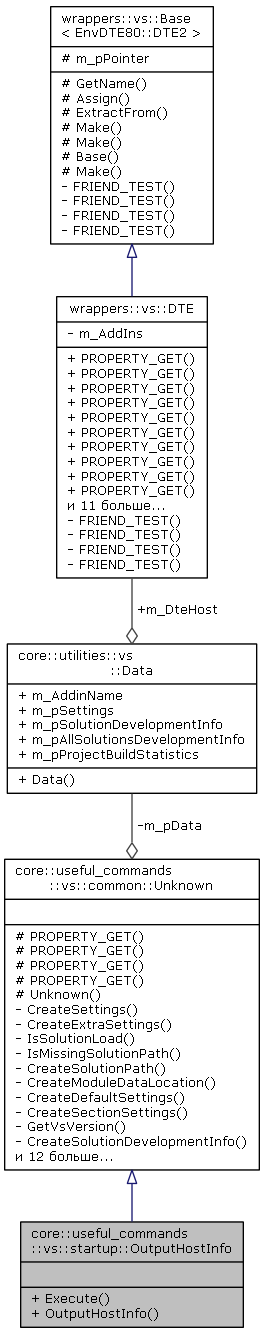 wrappers::vs::Base
< EnvDTE80::DTE2 >
# m_pPointer
# GetName()
# Assign()
# ExtractFrom()
# Make()
# Make()
# Base()
# Make()
- FRIEND_TEST()
- FRIEND_TEST()
- FRIEND_TEST()
- FRIEND_TEST()
wrappers::vs::DTE
- m_AddIns
+ PROPERTY_GET()
+ PROPERTY_GET()
+ PROPERTY_GET()
+ PROPERTY_GET()
+ PROPERTY_GET()
+ PROPERTY_GET()
+ PROPERTY_GET()
+ PROPERTY_GET()
+ PROPERTY_GET()
+ PROPERTY_GET()
и 11 больше...
- FRIEND_TEST()
- FRIEND_TEST()
- FRIEND_TEST()
- FRIEND_TEST()
+m_DteHost
core::utilities::vs
::Data
+ m_AddinName
+ m_pSettings
+ m_pSolutionDevelopmentInfo
+ m_pAllSolutionsDevelopmentInfo
+ m_pProjectBuildStatistics
+ Data()
-m_pData
core::useful_commands
::vs::common::Unknown
# PROPERTY_GET()
# PROPERTY_GET()
# PROPERTY_GET()
# PROPERTY_GET()
# Unknown()
- CreateSettings()
- CreateExtraSettings()
- IsSolutionLoad()
- IsMissingSolutionPath()
- CreateSolutionPath()
- CreateModuleDataLocation()
- CreateDefaultSettings()
- CreateSectionSettings()
- GetVsVersion()
- CreateSolutionDevelopmentInfo()
и 12 больше...
core::useful_commands
::vs::startup::OutputHostInfo
+ Execute()
+ OutputHostInfo()